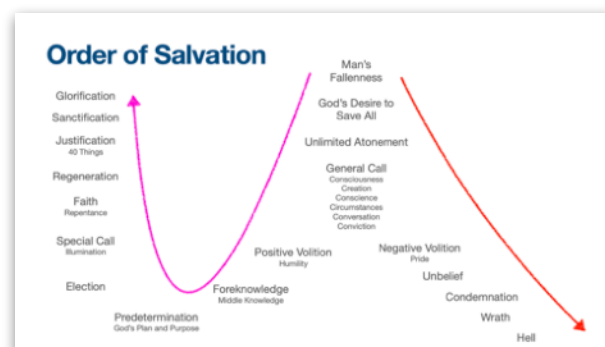 Order of Salvation
Man's
Fallenness
God's Desire to
Save All
Unlimited Atonement
General Call
Consciousness
Creation
Conscience
Circumstances
Conversation
Conviction
Positive Volition
Humility
Foreknowledge
Middle Knowledge
Predetermination
God's Plan and Purpose
Election
Special Call
Illumination
Faith
Repentance
Regeneration
Justification
40 Things
Sanctification
Glorification
Negative Volition
Pride
Unbelief
Condemnation
Wrath
Hell